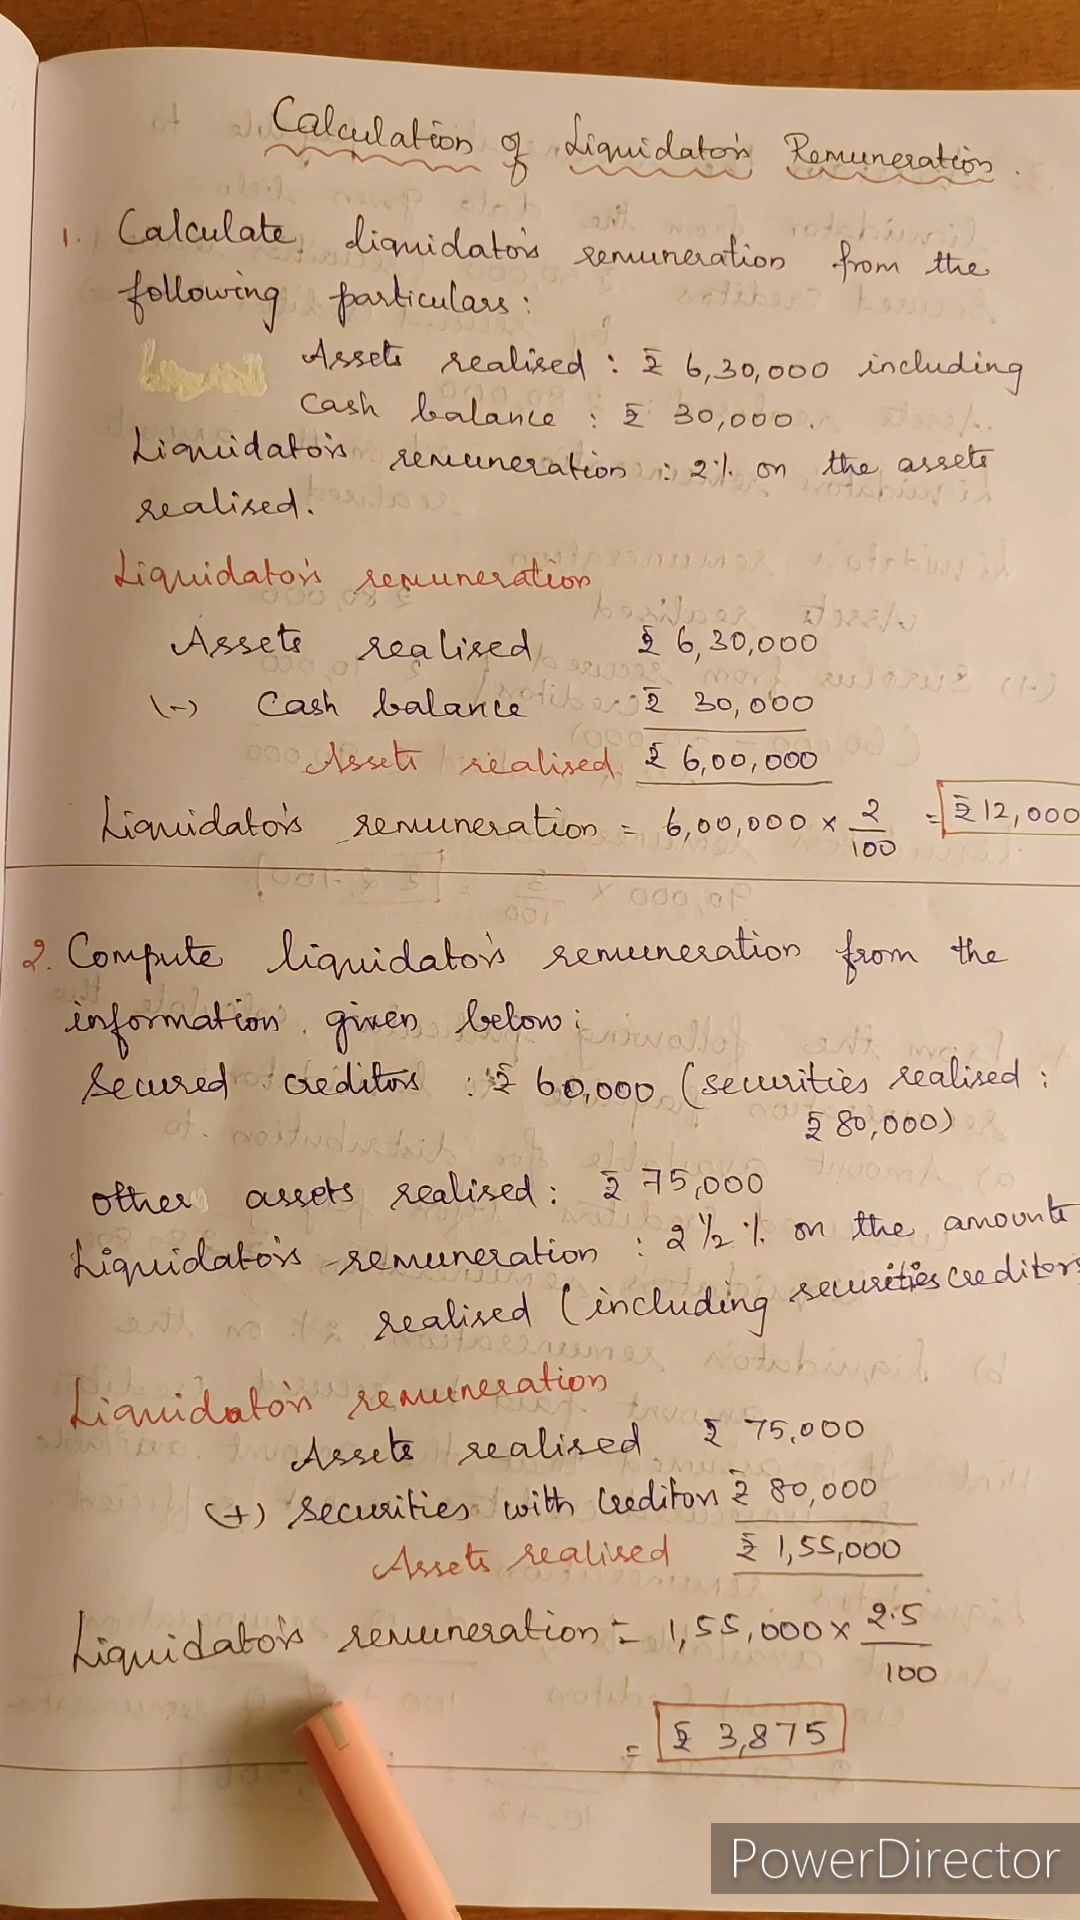 Calculation of Liquidator's Remuneration.
1. Calculate liquidator's remuneration from the
following particulars:
Assets realised : ₹ 6,30,000 including
Cash balance : ₹ 30,000.
Liquidator's remuneration : 2% on the assets
realised.
Liquidator's remuneration
Assets realised ₹ 6,30,000
(-) Cash balance ₹ 30,000
Assets realised ₹ 6,00,000
Liquidator's remuneration = 6,00,000 × 2/100 = ₹ 12,000
2. Compute liquidator's remuneration from the
information given below:
Secured creditors : ₹ 60,000 (securities realised :
₹ 80,000)
Other assets realised : ₹ 75,000
Liquidator's remuneration : 2 1/2 % on the amounts
realised (including securities creditors
Liquidator's remuneration
Assets realised ₹ 75,000
(+) Securities with Creditors ₹ 80,000
Assets realised ₹ 1,55,000
Liquidator's remuneration = 1,55,000 × 2.5/100
= ₹ 3,875
PowerDirector